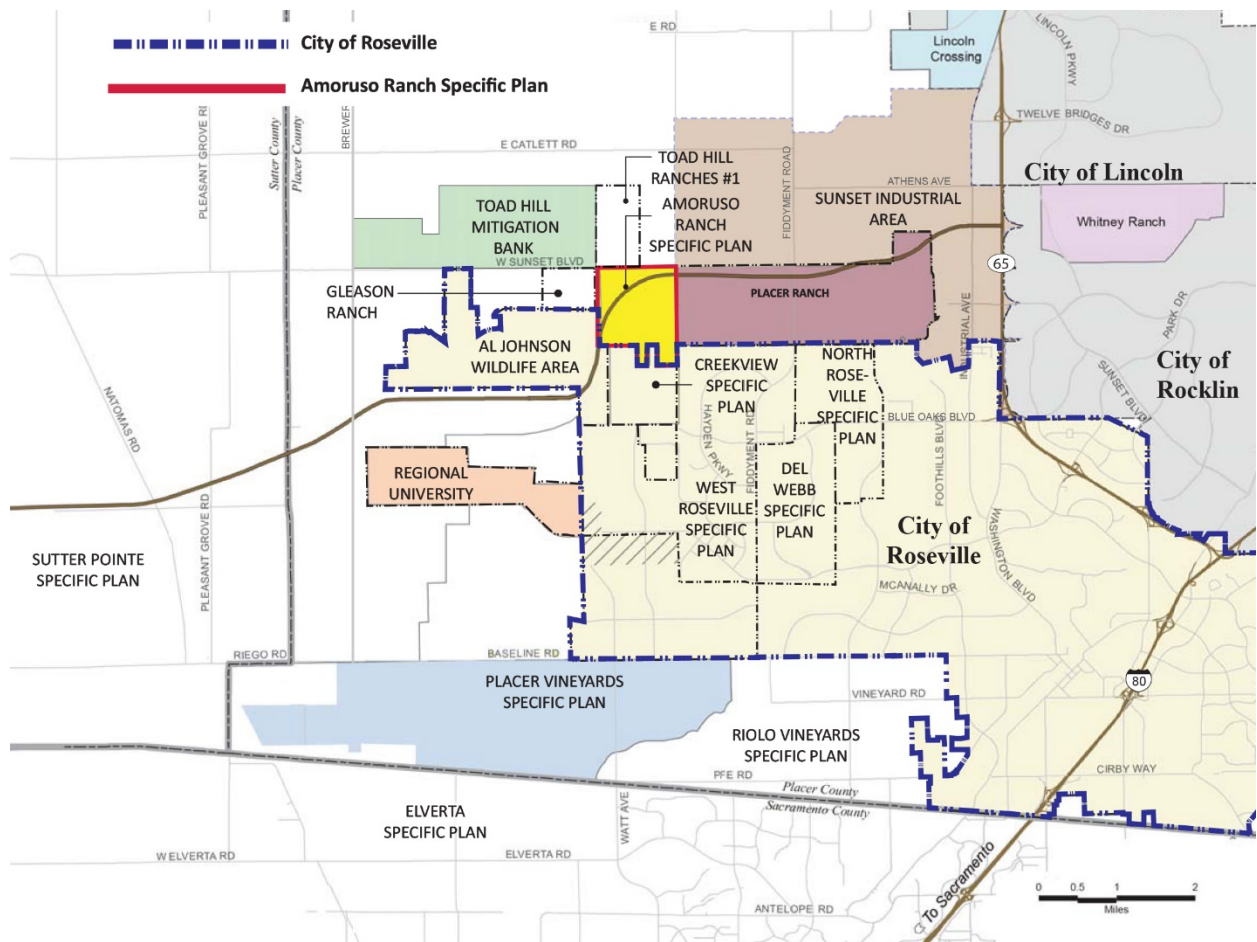 City of Roseville
Amoruso Ranch Specific Plan
E RD
Lincoln
Crossing
LINCOLN PKWY
TWELVE BRIDGES DR
PLEASANT GROVE RD
Sutter County
Placer County
BREWER
E CATLETT RD
TOAD HILL
RANCHES #1
AMORUSO
RANCH
SPECIFIC PLAN
FIDDYMENT ROAD
ATHENS AVE
SUNSET INDUSTRIAL
AREA
City of Lincoln
Whitney Ranch
TOAD HILL
MITIGATION
BANK
W SUNSET BLVD
65
GLEASON
RANCH
PLACER RANCH
INDUSTRIAL AVE
PARK DR
SUNSET BLVD
City of
Rocklin
AL JOHNSON
WILDLIFE AREA
CREEKVIEW
SPECIFIC
PLAN
NORTH
ROSE-
VILLE
SPECIFIC
PLAN
BLUE OAKS BLVD
NATOMAS RD
HAYDEN PKWY
FIDDYMENT RD
FOOTHILLS BLVD
REGIONAL
UNIVERSITY
WEST
ROSEVILLE
SPECIFIC
PLAN
DEL
WEBB
SPECIFIC
PLAN
WASHINGTON BLVD
City of
Roseville
SUTTER POINTE
SPECIFIC PLAN
PLEASANT GROVE RD
MCANALLY DR
RIEGO RD
BASELINE RD
PLACER VINEYARDS
SPECIFIC PLAN
80
VINEYARD RD
RIOLO VINEYARDS
SPECIFIC PLAN
PFE RD
CIRBY WAY
Placer County
Sacramento County
ELVERTA
SPECIFIC PLAN
WATT AVE
W ELVERTA RD
ELVERTA RD
To Sacramento
ANTELOPE RD
0 0.5 1 2
Miles